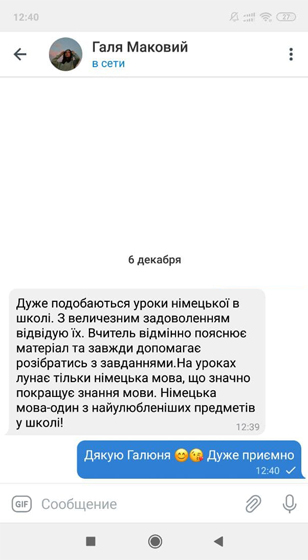 12:40
27
Галя Маковий
в сети
6 декабря
Дуже подобаються уроки німецької в
школі. З величезним задоволенням
відвідую їх. Вчитель відмінно пояснює
матеріал та завжди допомагає
розібратись з завданнями.На уроках
лунає тільки німецька мова, що значно
покращує знання мови. Німецька
мова-один з найулюбленіших предметів
у школі!
12:39
Дякую Галюня 😊😘 Дуже приємно
12:40
GIF
Сообщение